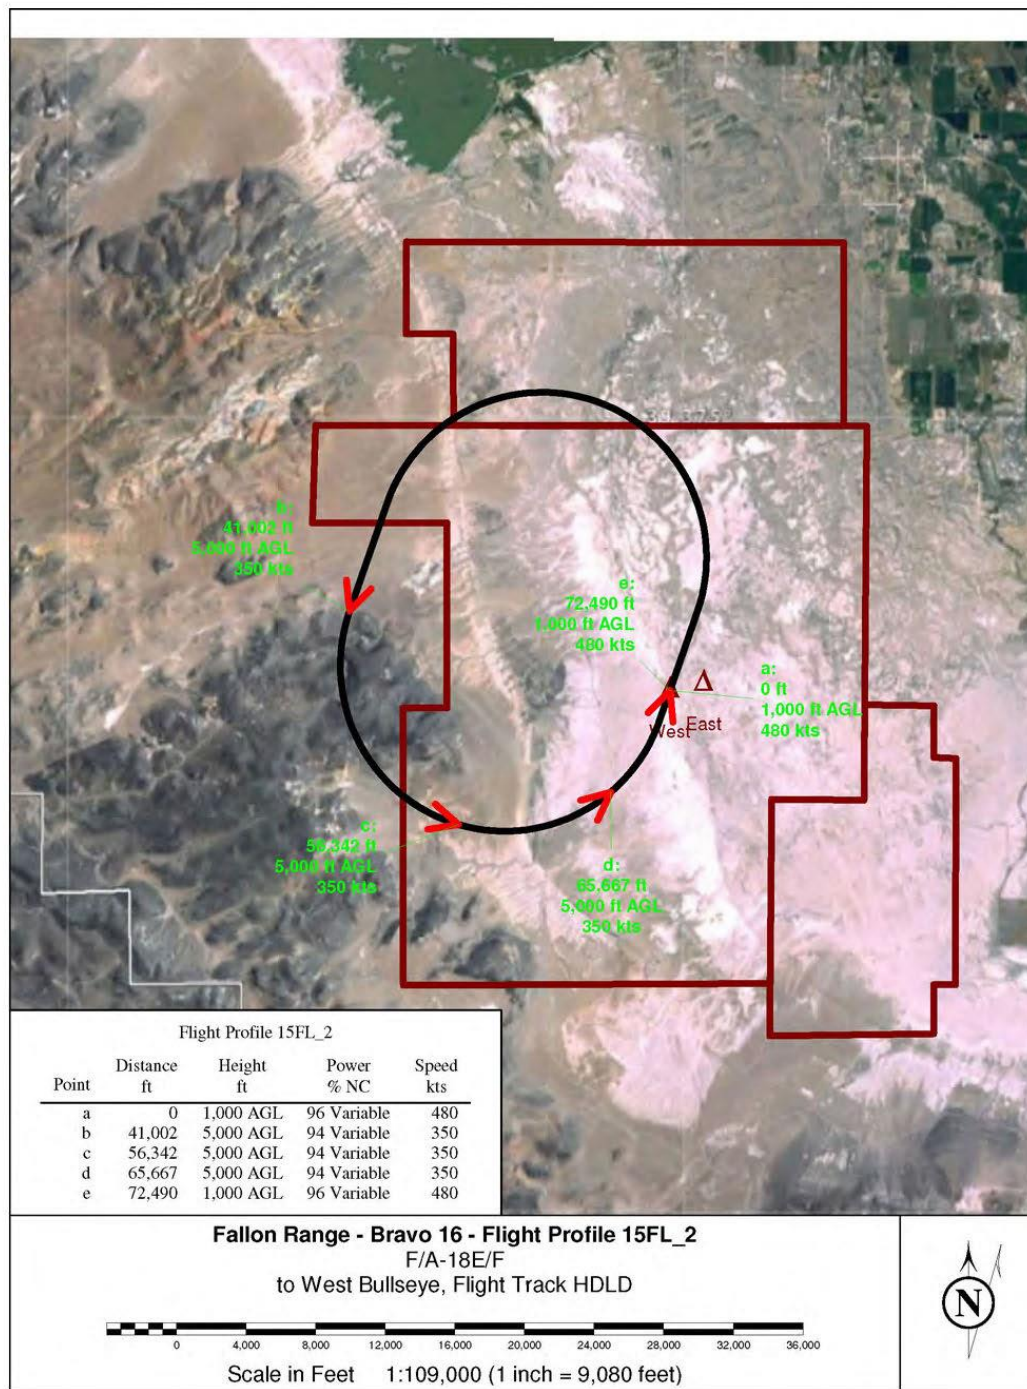 39.375°
b:
41,002 ft
5,000 ft AGL
350 kts
e:
72,490 ft
1,000 ft AGL
480 kts
a:
0 ft
1,000 ft AGL
480 kts
Δ
West
East
c:
56,342 ft
5,000 ft AGL
350 kts
d:
65,667 ft
5,000 ft AGL
350 kts
Flight Profile 15FL_2
Point Distance ft Height ft Power % NC Speed kts
a 0 1,000 AGL 96 Variable 480
b 41,002 5,000 AGL 94 Variable 350
c 56,342 5,000 AGL 94 Variable 350
d 65,667 5,000 AGL 94 Variable 350
e 72,490 1,000 AGL 96 Variable 480
Fallon Range - Bravo 16 - Flight Profile 15FL_2
F/A-18E/F
to West Bullseye, Flight Track HDLD
0 4,000 8,000 12,000 16,000 20,000 24,000 28,000 32,000 36,000
Scale in Feet 1:109,000 (1 inch = 9,080 feet)
N